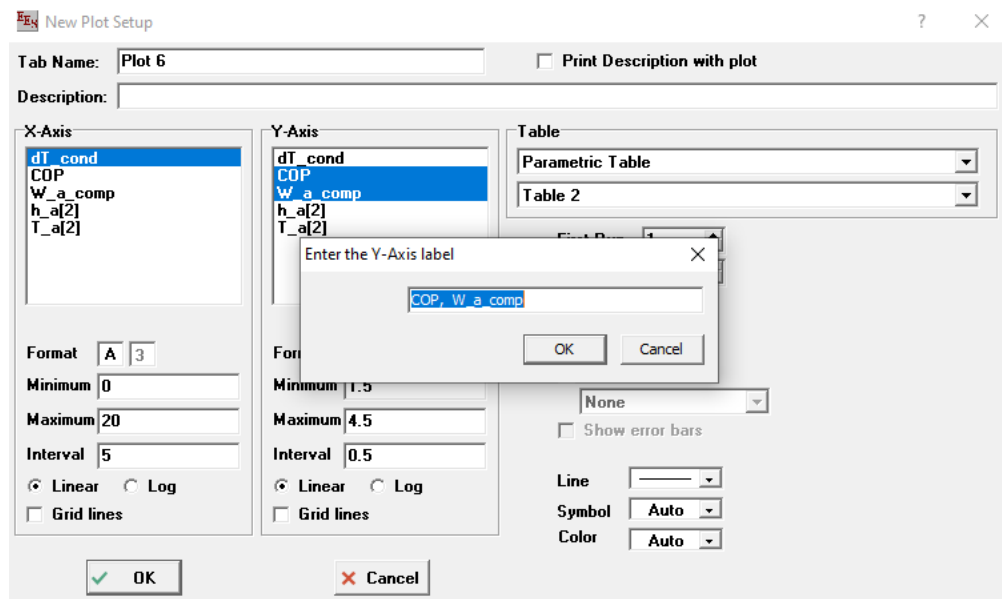 EES New Plot Setup ?
Tab Name: Plot 6
Print Description with plot
Description:
X-Axis
dT_cond
COP
W_a_comp
h_a[2]
T_a[2]
Format A 3
Minimum 0
Maximum 20
Interval 5
Linear Log
Grid lines
Y-Axis
dT_cond
COP
W_a_comp
h_a[2]
T_a[2]
Minimum 1.5
Maximum 4.5
Interval 0.5
Linear Log
Grid lines
Table
Parametric Table
Table 2
First Run 1
Enter the Y-Axis label
COP, W_a_comp
OK Cancel
None
Show error bars
Line
Symbol Auto
Color Auto
OK
Cancel